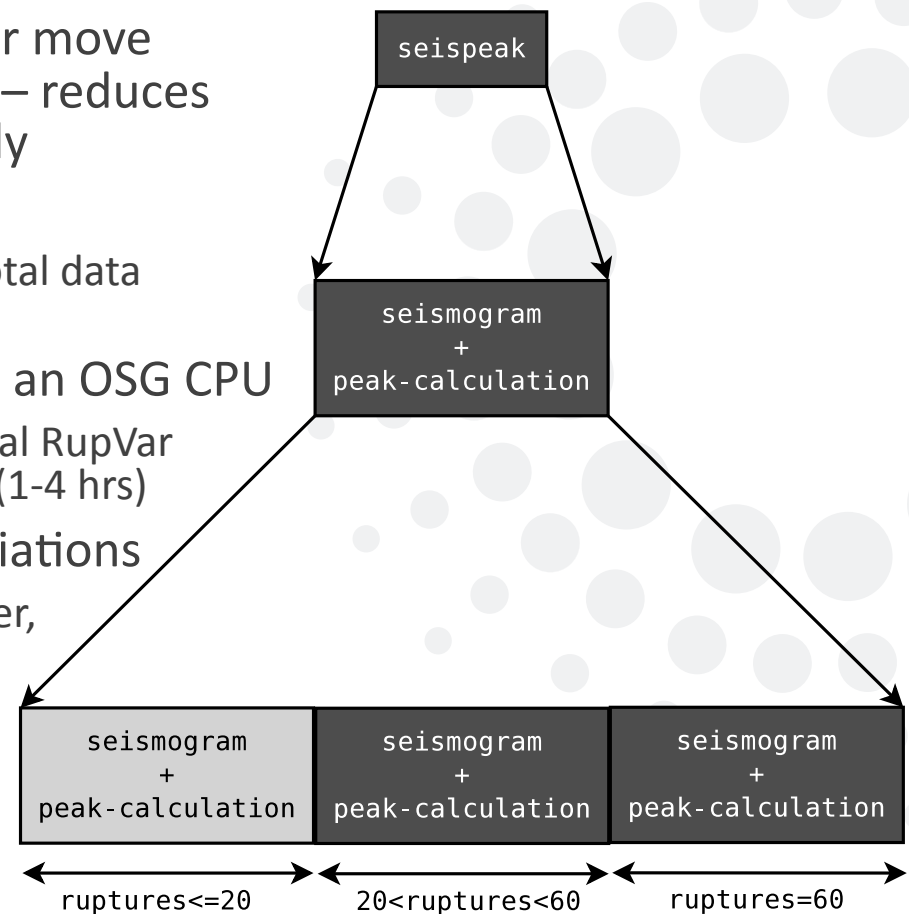 r move
– reduces
ly
otal data
an OSG CPU
al RupVar
(1-4 hrs)
iations
er,
seispeak
seismogram
+
peak-calculation
seismogram
+
peak-calculation
seismogram
+
peak-calculation
seismogram
+
peak-calculation
ruptures<=20
20<ruptures<60
ruptures=60